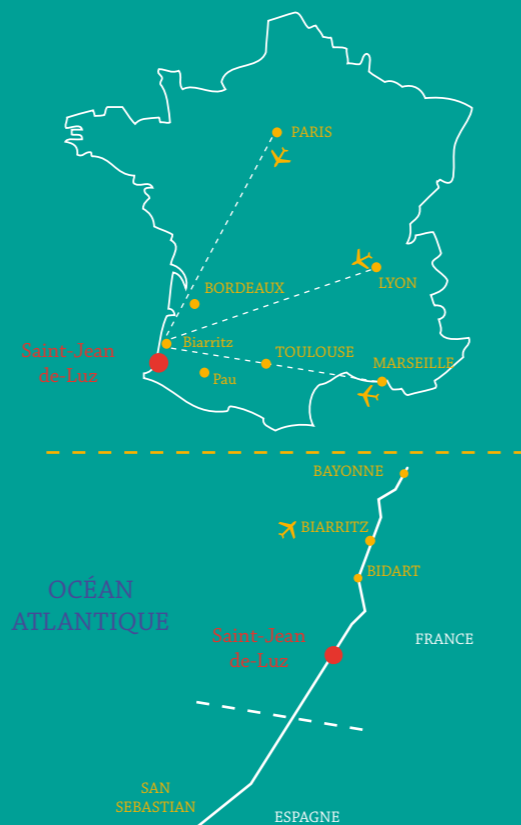 PARIS
LYON
BORDEAUX
Biarritz
Saint-Jean
de-Luz
TOULOUSE
MARSEILLE
Pau
BAYONNE
BIARRITZ
BIDART
OCÉAN
ATLANTIQUE
Saint-Jean
de-Luz
FRANCE
SAN
SEBASTIAN
ESPAGNE